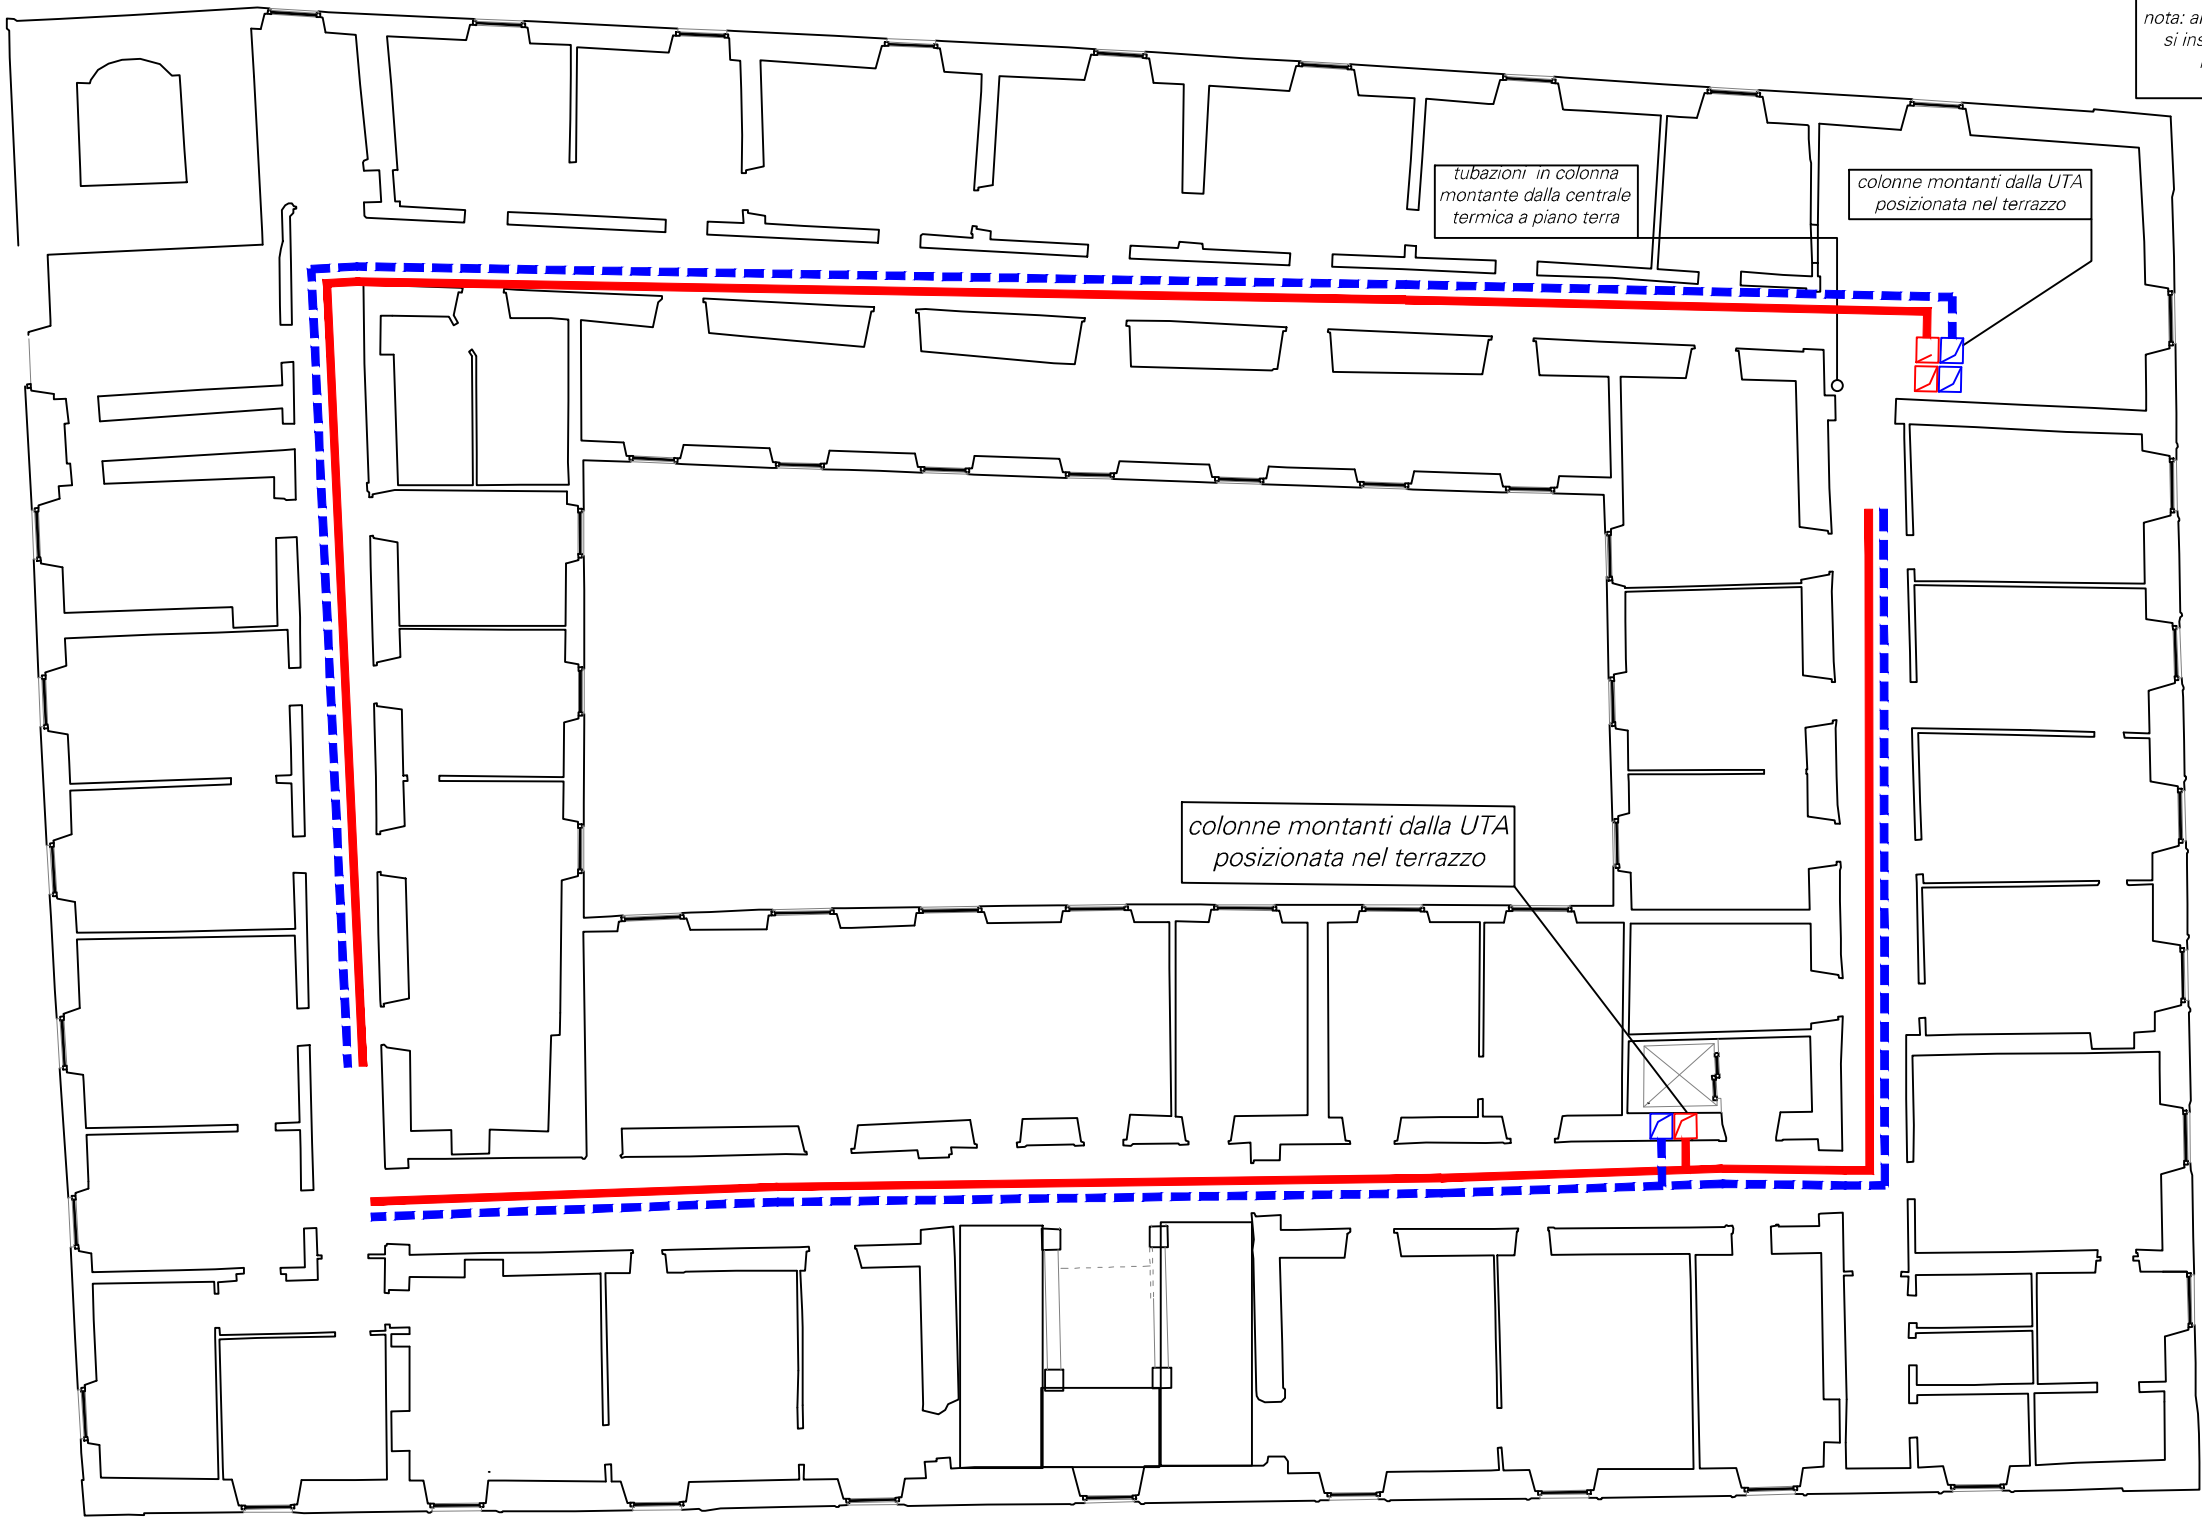 nota:
si
tubazioni in colonna
montante dalla centrale
termica a piano terra
colonne montanti dalla UTA
posizionata nel terrazzo
colonne montanti dalla UTA
posizionata nel terrazzo